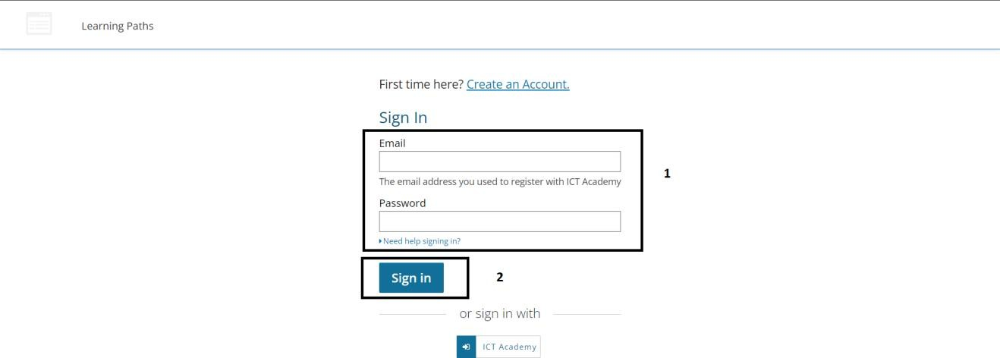 Learning Paths
First time here? Create an Account.
Sign In
Email
The email address you used to register with ICT Academy
1
Password
Need help signing in?
Sign in
2
or sign in with
ICT Academy